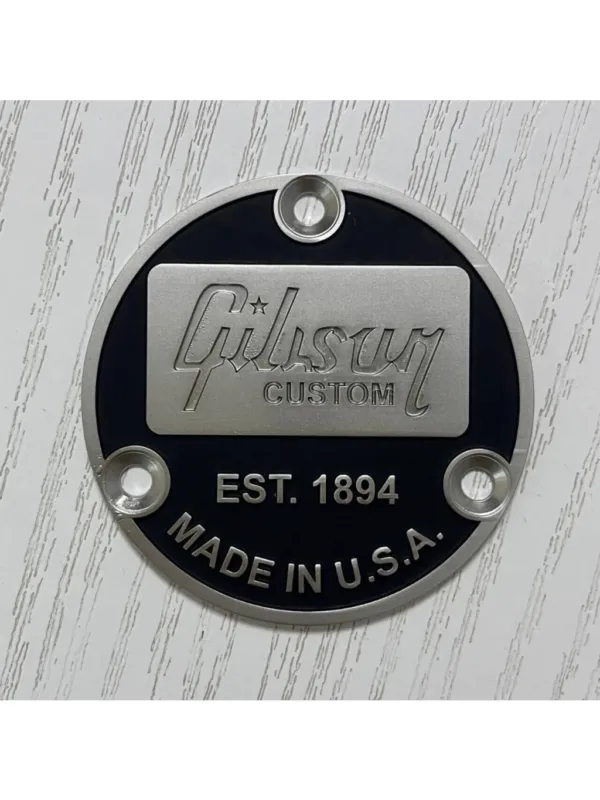 Gibson
CUSTOM
EST. 1894
MADE IN U.S.A.